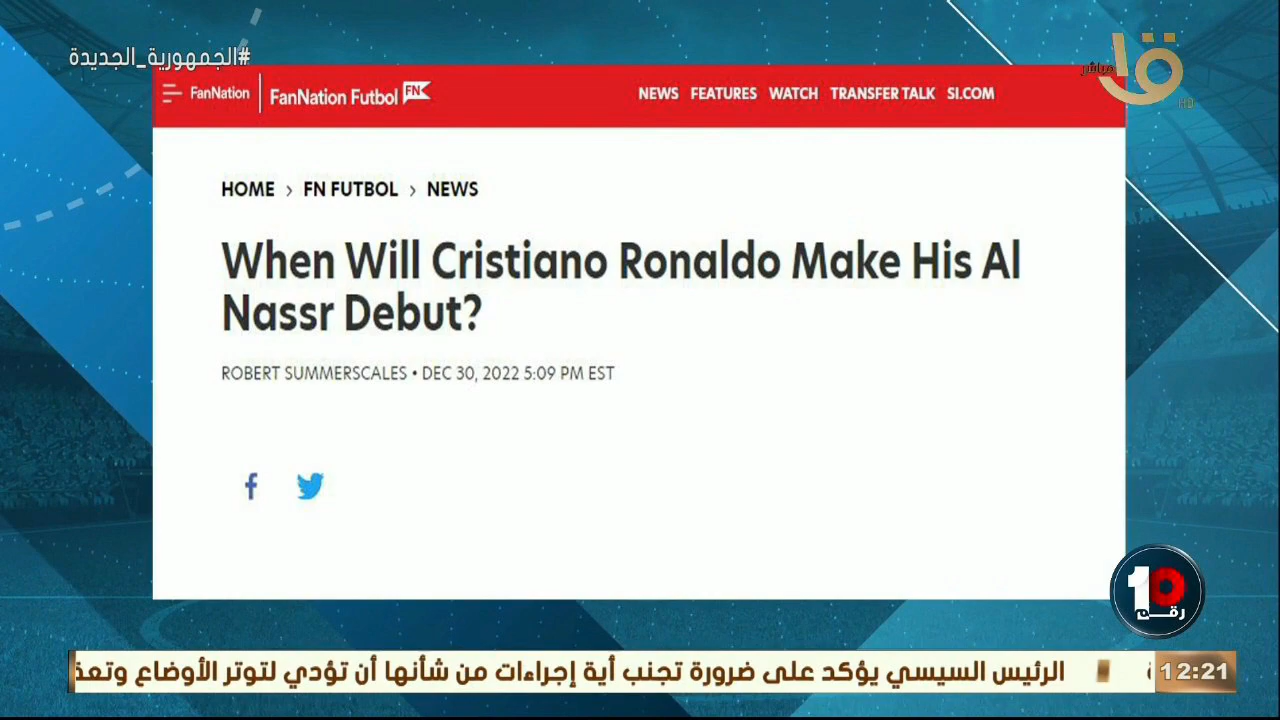 #الجمهورية_الجديدة
مباشر
HD
FanNation
FanNation Futbol FN
NEWS FEATURES WATCH TRANSFER TALK SI.COM
HOME › FN FUTBOL › NEWS
When Will Cristiano Ronaldo Make His Al
Nassr Debut?
ROBERT SUMMERSCALES • DEC 30, 2022 5:09 PM EST
10
رقم
الرئيس السيسي يؤكد على ضرورة تجنب أية إجراءات من شأنها أن تؤدي لتوتر الأوضاع
12:21